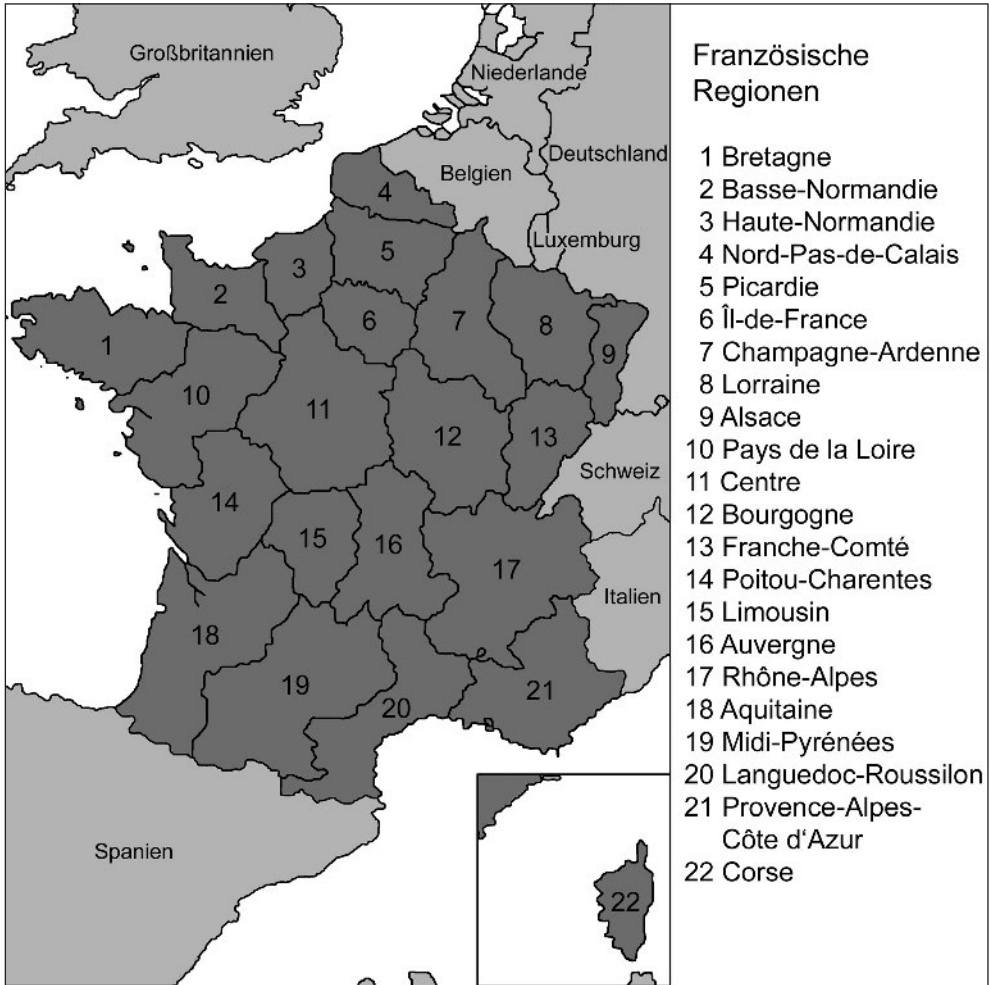 Großbritannien
Niederlande
Deutschland
Belgien
Luxemburg
Schweiz
Italien
Spanien
1
2
3
4
5
6
7
8
9
10
11
12
13
14
15
16
17
18
19
20
21
22
Französische
Regionen
1 Bretagne
2 Basse-Normandie
3 Haute-Normandie
4 Nord-Pas-de-Calais
5 Picardie
6 Îl-de-France
7 Champagne-Ardenne
8 Lorraine
9 Alsace
10 Pays de la Loire
11 Centre
12 Bourgogne
13 Franche-Comté
14 Poitou-Charentes
15 Limousin
16 Auvergne
17 Rhône-Alpes
18 Aquitaine
19 Midi-Pyrénées
20 Languedoc-Roussilon
21 Provence-Alpes-
Côte d‘Azur
22 Corse